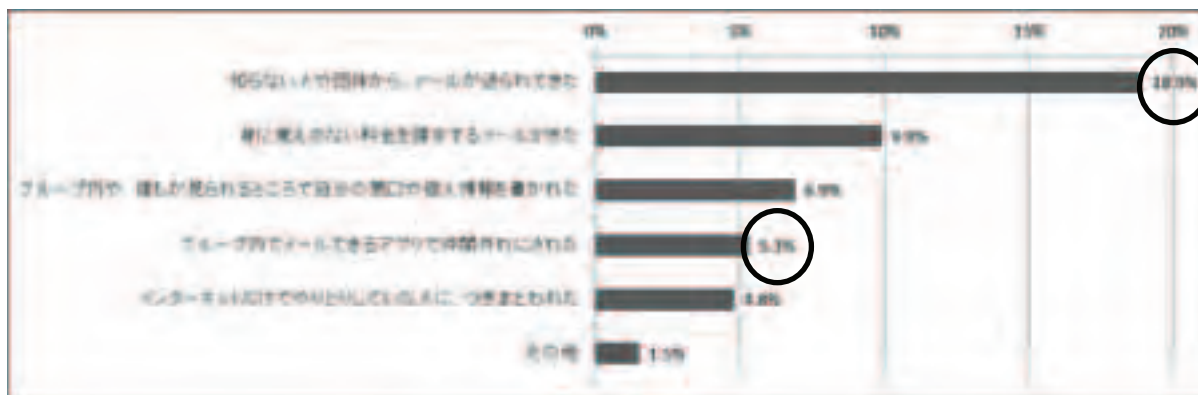 0% 5% 10% 15% 20%
知らない人や団体から、メールが送られてきた
身に覚えのない料金を請求するメールがきた 9.9%
グループ内や、誰もが見られるところで自分の悪口や個人情報を書かれた 6.9%
グループ内でメールできるアプリで仲間外れにされた 5.3%
インターネットだけでやりとりしている人に、つきまとわれた 4.8%
その他 1.5%